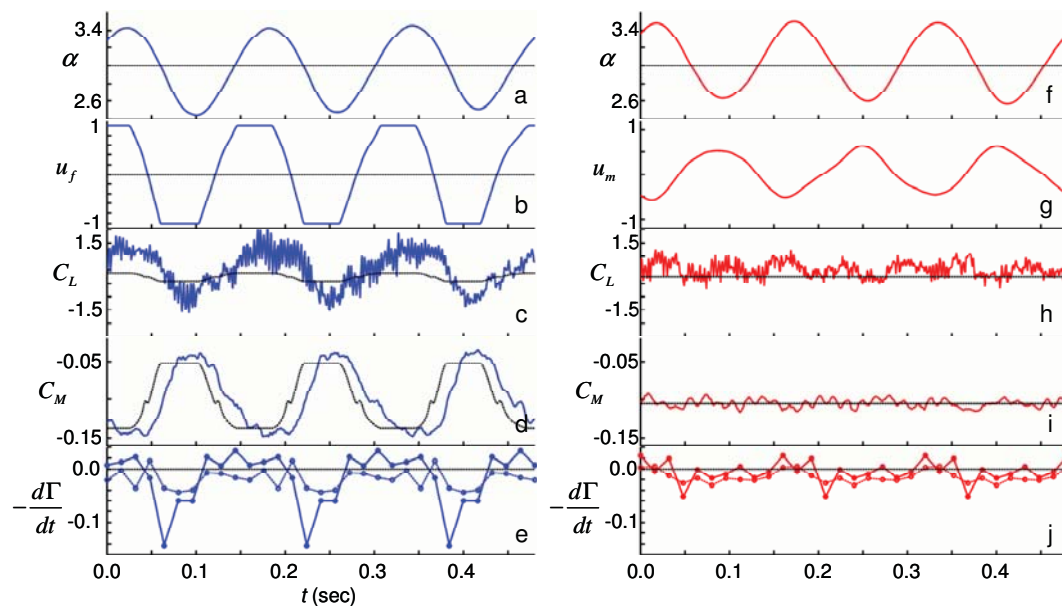 3.4
α
2.6
a
1
u_f
-1
b
1.5
C_L
-1.5
c
-0.05
C_M
-0.15
d
0.0
-dΓ/dt
-0.1
e
0.0 0.1 0.2 0.3 0.4
t (sec)
3.4
α
2.6
f
1
u_m
-1
g
1.5
C_L
-1.5
h
-0.05
C_M
-0.15
i
0.0
-dΓ/dt
-0.1
j
0.0 0.1 0.2 0.3 0.4